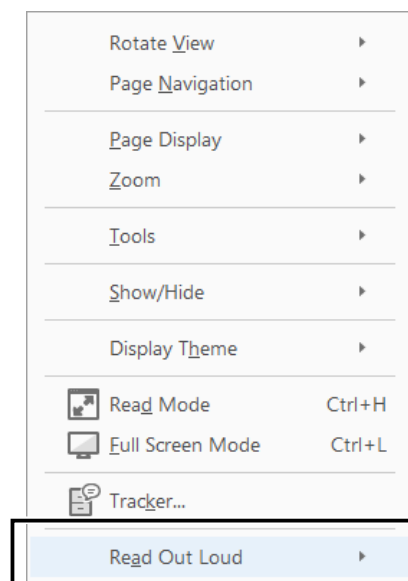 Rotate View
Page Navigation
Page Display
Zoom
Tools
Show/Hide
Display Theme
Read Mode Ctrl+H
Full Screen Mode Ctrl+L
Tracker...
Read Out Loud